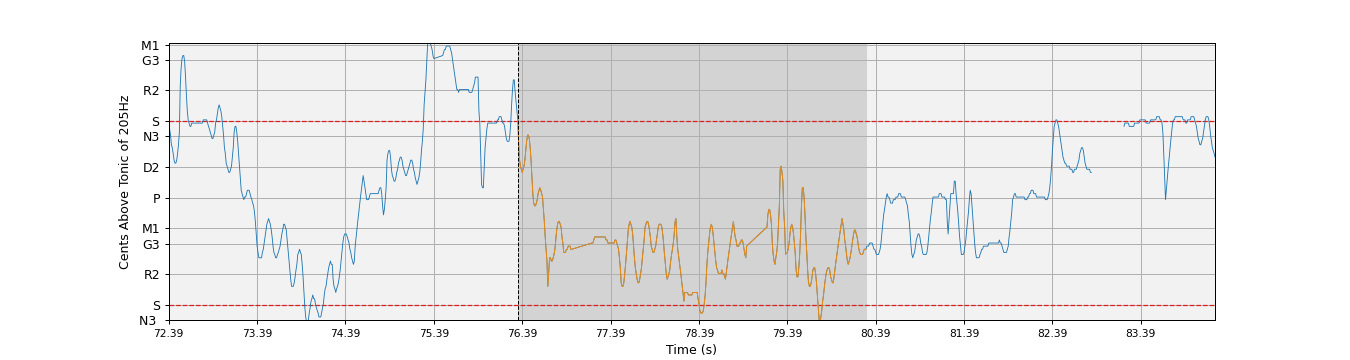 M1
G3
R2
S
N3
D2
P
M1
G3
R2
S
N3
Cents Above Tonic of 205Hz
72.39 73.39 74.39 75.39 76.39 77.39 78.39 79.39 80.39 81.39 82.39 83.39
Time (s)